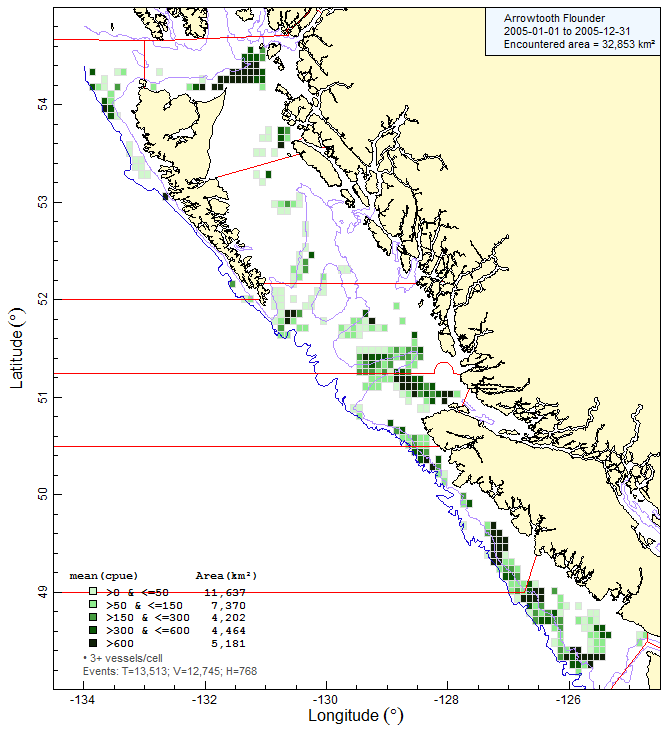 Arrowtooth Flounder
2005-01-01 to 2005-12-31
Encountered area = 32,853 km²
54
53
52
51
50
49
Latitude (°)
mean(cpue) Area(km²)
>0 & <=50 11,637
>50 & <=150 7,370
>150 & <=300 4,202
>300 & <=600 4,464
>600 5,181
• 3+ vessels/cell
Events: T=13,513; V=12,745; H=768
-134 -132 -130 -128 -126
Longitude (°)